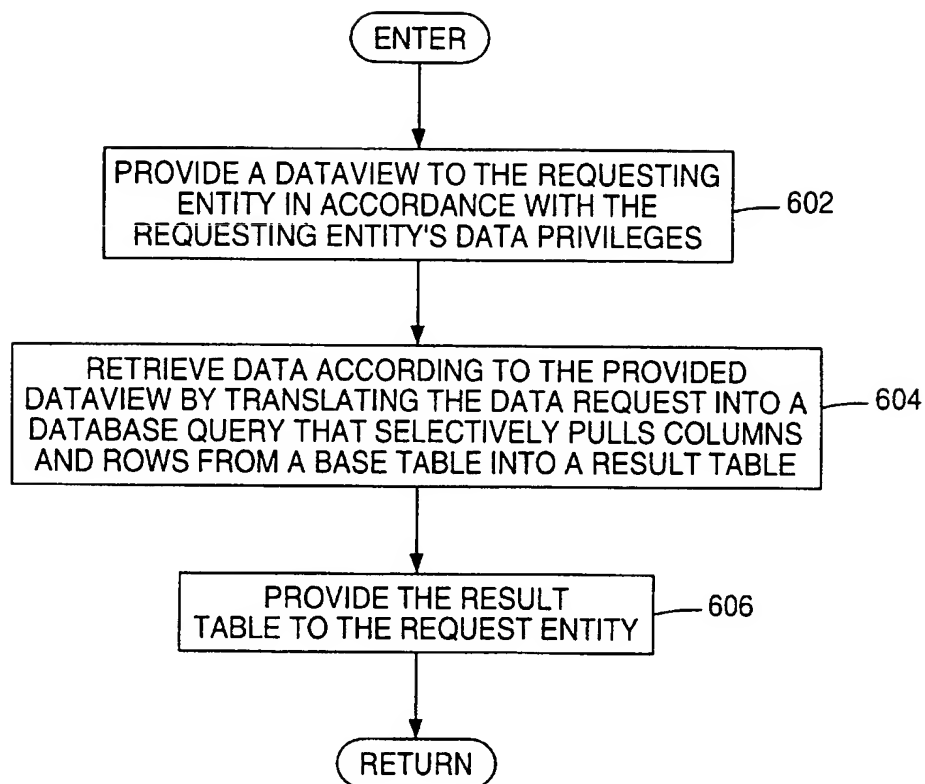 ENTER
PROVIDE A DATAVIEW TO THE REQUESTING
ENTITY IN ACCORDANCE WITH THE
REQUESTING ENTITY'S DATA PRIVILEGES
602
RETRIEVE DATA ACCORDING TO THE PROVIDED
DATAVIEW BY TRANSLATING THE DATA REQUEST INTO A
DATABASE QUERY THAT SELECTIVELY PULLS COLUMNS
AND ROWS FROM A BASE TABLE INTO A RESULT TABLE
604
PROVIDE THE RESULT
TABLE TO THE REQUEST ENTITY
606
RETURN